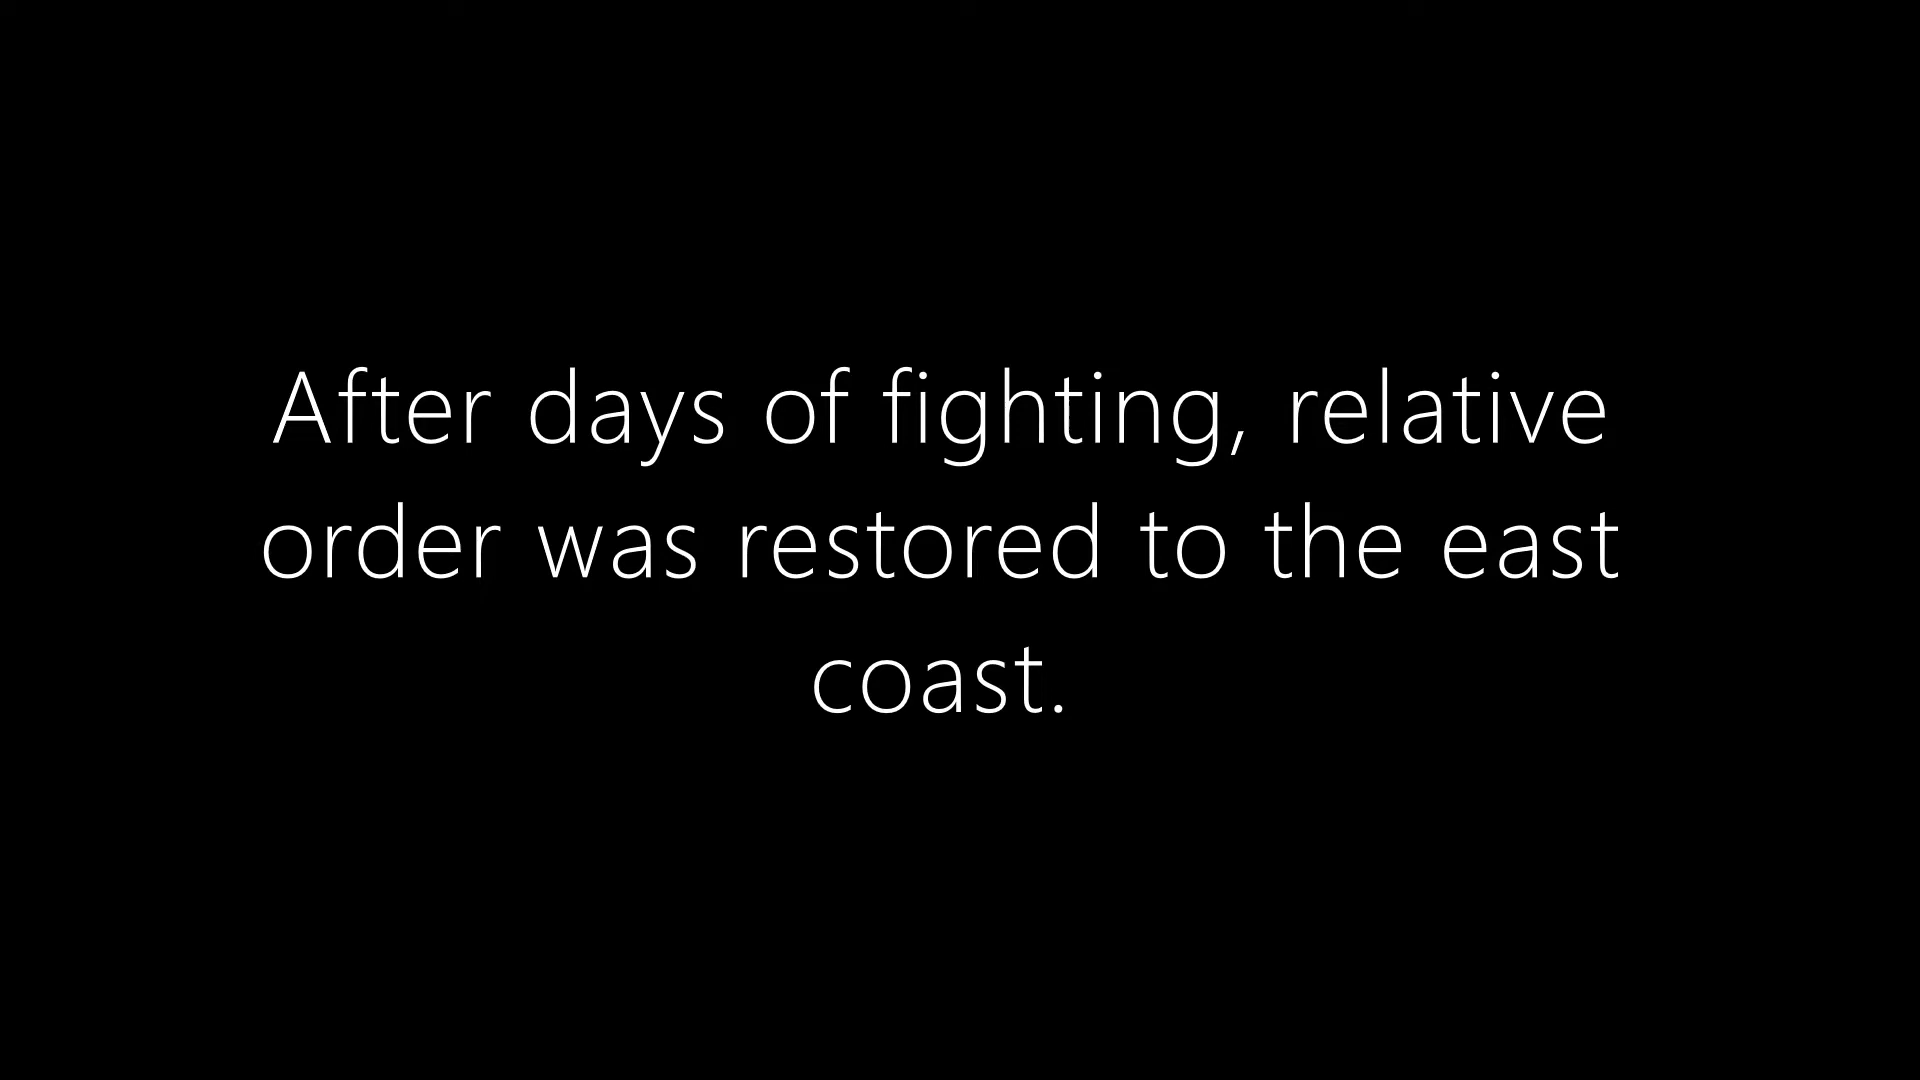 After days of fighting, relative
order was restored to the east
coast.